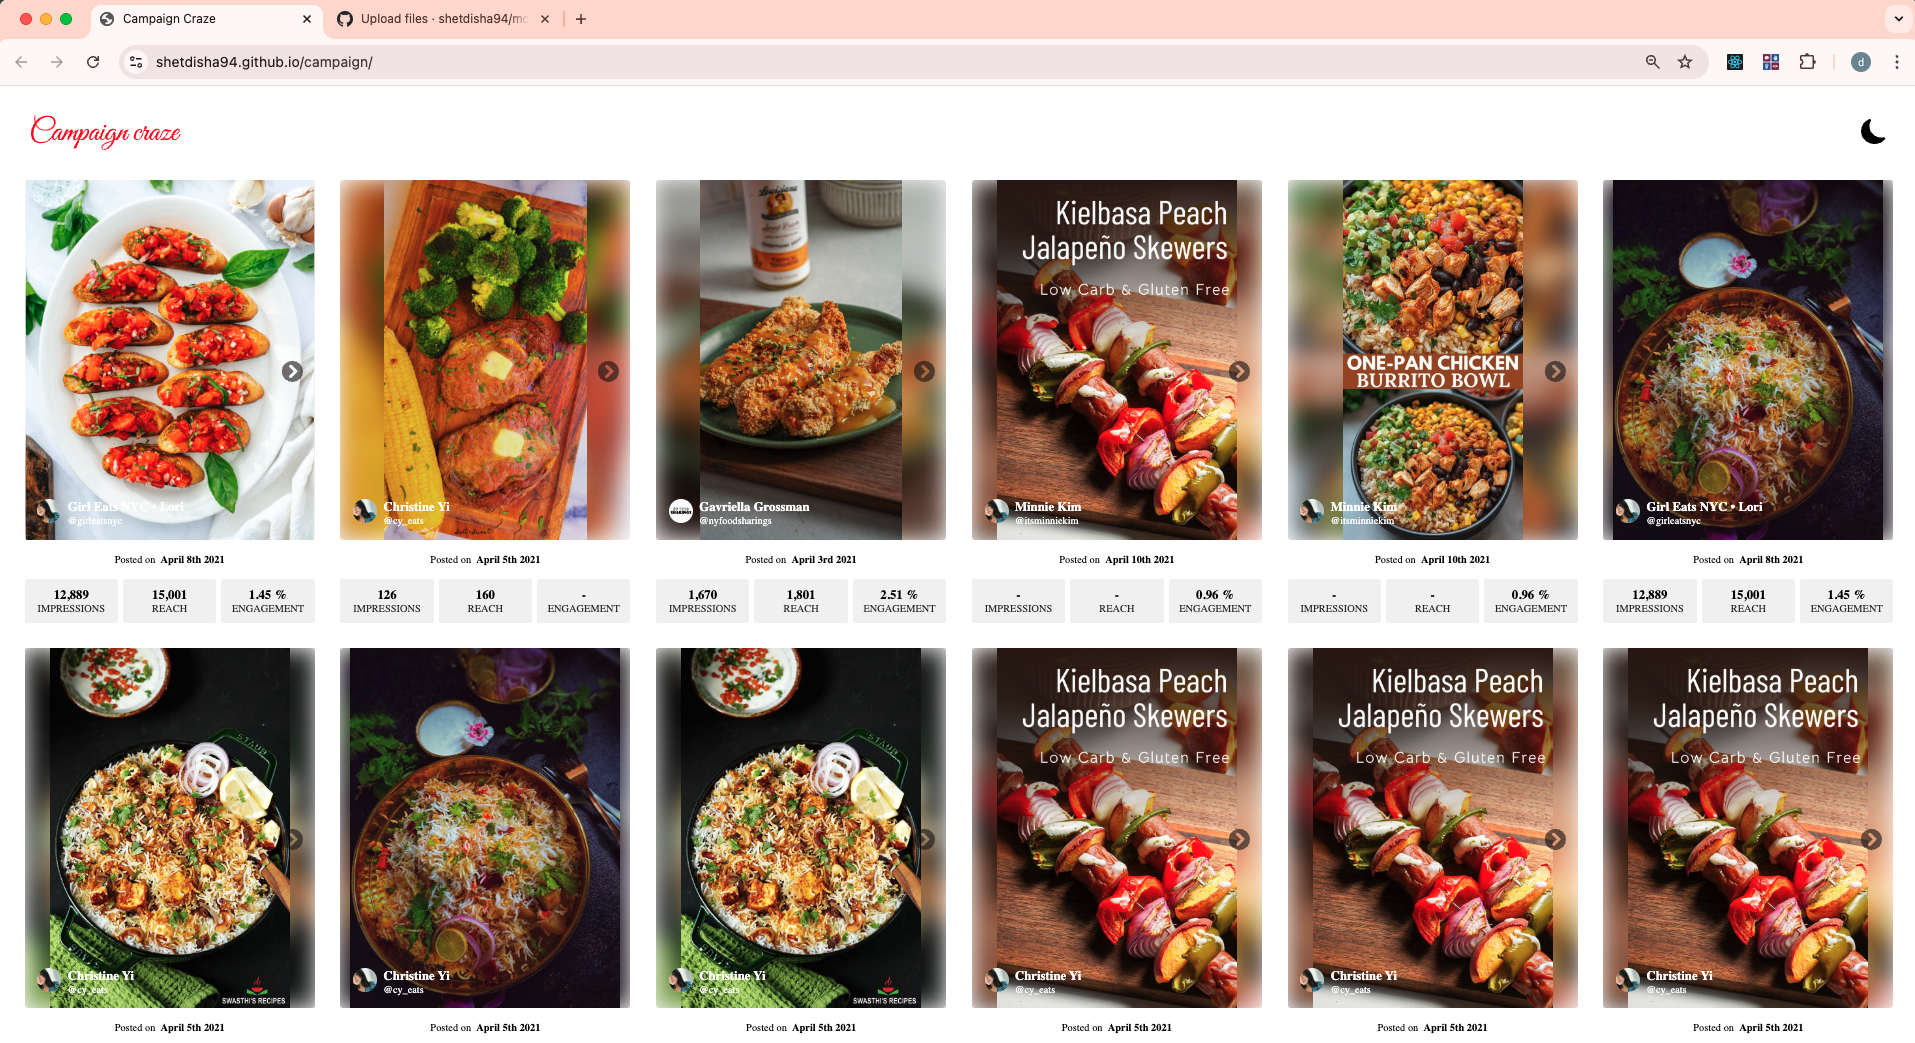 Campaign Craze
Upload files · shetdisha94/mo
shetdisha94.github.io/campaign/
d
Campaign craze
Girl Eats NYC • Lori
@girleatsnyc
Posted on April 8th 2021
12,889
IMPRESSIONS
15,001
REACH
1.45 %
ENGAGEMENT
Christine Yi
@cy_eats
Posted on April 5th 2021
126
IMPRESSIONS
160
REACH
-
ENGAGEMENT
Louisiana
Gavriella Grossman
@nyfoodsharings
Posted on April 3rd 2021
1,670
IMPRESSIONS
1,801
REACH
2.51 %
ENGAGEMENT
Kielbasa Peach
Jalapeño Skewers
Low Carb & Gluten Free
Minnie Kim
@itsminniekim
Posted on April 10th 2021
-
IMPRESSIONS
-
REACH
0.96 %
ENGAGEMENT
ONE-PAN CHICKEN
BURRITO BOWL
Minnie Kim
@itsminniekim
Posted on April 10th 2021
-
IMPRESSIONS
-
REACH
0.96 %
ENGAGEMENT
Girl Eats NYC • Lori
@girleatsnyc
Posted on April 8th 2021
12,889
IMPRESSIONS
15,001
REACH
1.45 %
ENGAGEMENT
STAUB
Christine Yi
@cy_eats
SWASTHI'S RECIPES
Posted on April 5th 2021
Christine Yi
@cy_eats
Posted on April 5th 2021
STAUB
Christine Yi
@cy_eats
SWASTHI'S RECIPES
Posted on April 5th 2021
Kielbasa Peach
Jalapeño Skewers
Low Carb & Gluten Free
Christine Yi
@cy_eats
Posted on April 5th 2021
Kielbasa Peach
Jalapeño Skewers
Low Carb & Gluten Free
Christine Yi
@cy_eats
Posted on April 5th 2021
Kielbasa Peach
Jalapeño Skewers
Low Carb & Gluten Free
Christine Yi
@cy_eats
Posted on April 5th 2021